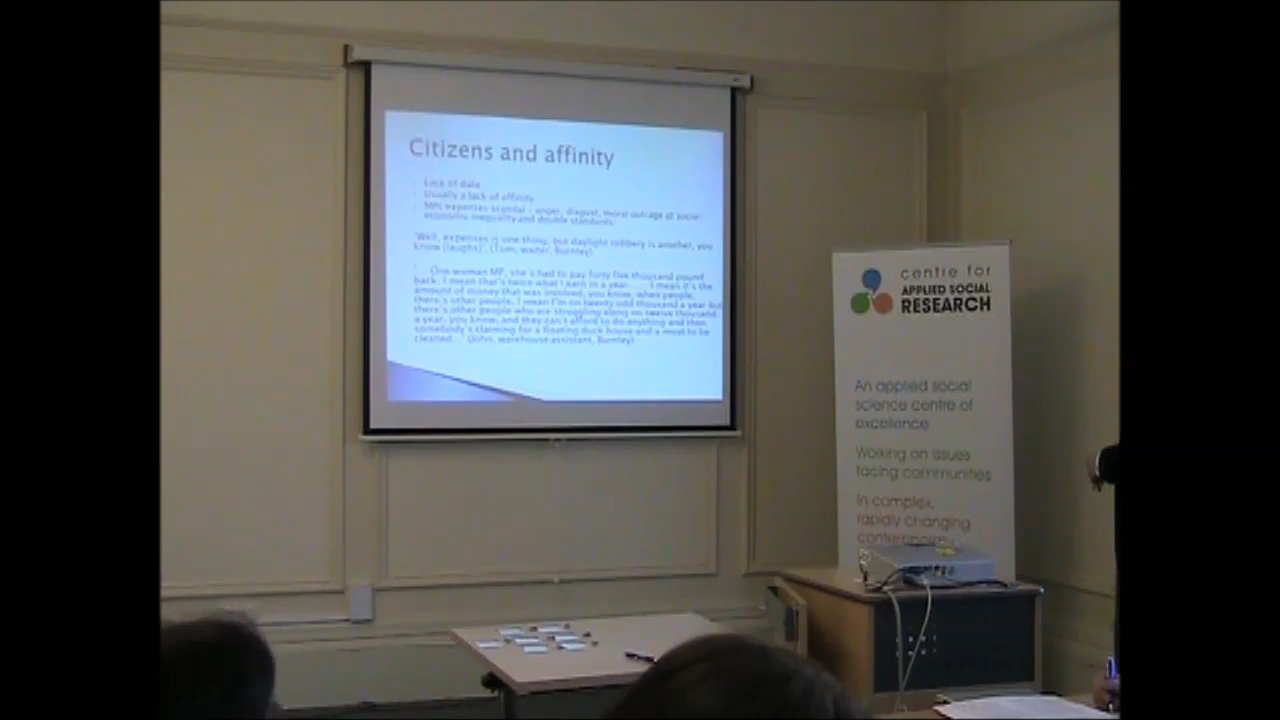 Citizens and affinity
Lack of data
Usually a lack of affinity
MPs expenses scandal – anger, disgust, moral outrage at socio-
economic inequality and double standards
'Well, expenses is one thing, but daylight robbery is another, you
know (laughs)'. (Tom, waiter, Burnley)
'... One woman MP, she's had to pay forty five thousand pound
back. I mean that's twice what I earn in a year. ... I mean it's the
amount of money that was involved, you know, when people,
there's other people, I mean I'm on twenty odd thousand a year but
there's other people who are struggling along on twelve thousand
a year, you know, and they can't afford to do anything and then
somebody's claiming for a floating duck house and a moat to be
cleaned...' (John, warehouse assistant, Burnley)
centre for
APPLIED SOCIAL
RESEARCH
An applied social
science centre of
excellence
Working on issues
facing communities
In complex,
rapidly changing
contemporary